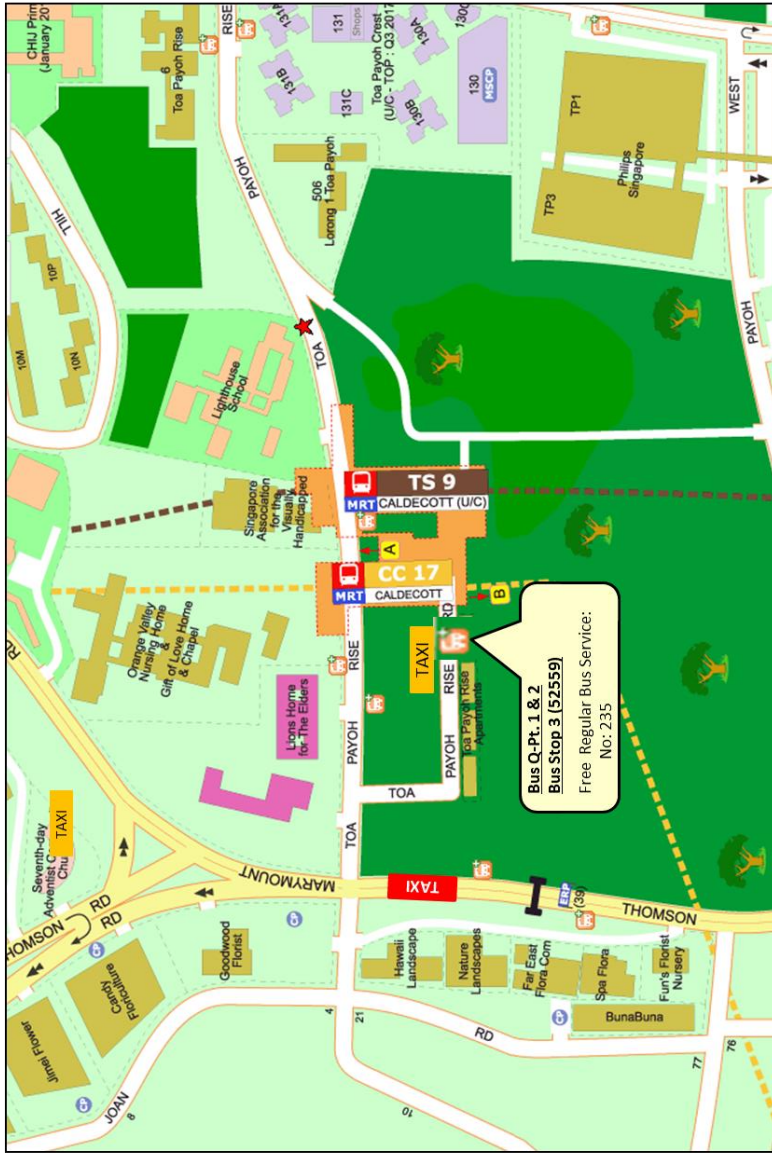 CHIJ Prim
(January 201
6
Toa Payoh Rise
RISE
131A
131
Shops
131B
131C
130C
130A
130B
130
MSCP
Toa Payoh Crest
(U/C - TOP : Q3 2017
HILL
PAYOH
506
Lorong 1 Toa Payoh
TP1
TP3
Philips
Singapore
WEST
PAYOH
10P
10M
10N
Lighthouse
School
TOA
Singapore
Association
for the
Visually
Handicapped
MRT
TS 9
CALDECOTT (U/C)
A
MRT
CC 17
CALDECOTT
B
RD
Orange Valley
Nursing Home
&
Gift of Love Home
& Chapel
RD
RISE
TAXI
RISE
Toa Payoh Rise
Apartments
Lions Home
for The Elders
PAYOH
PAYOH
TOA
TOA
Bus Q-Pt. 1 & 2
Bus Stop 3 (52559)
Free Regular Bus Service:
No: 235
Seventh-day
Adventist
TAXI
MARYMOUNT
TAXI
ERP
(39)
THOMSON
RD
RD
CP
CP
Goodwood
Florist
Candy
Floriculture
Jimei Flower
CP
Hawaii
Landscape
Nature
Landscapes
Far East
Flora.Com
Spa Flora
Fun's Florist
Nursery
CP
BunaBuna
4
21
RD
77
76
JOAN
8
10